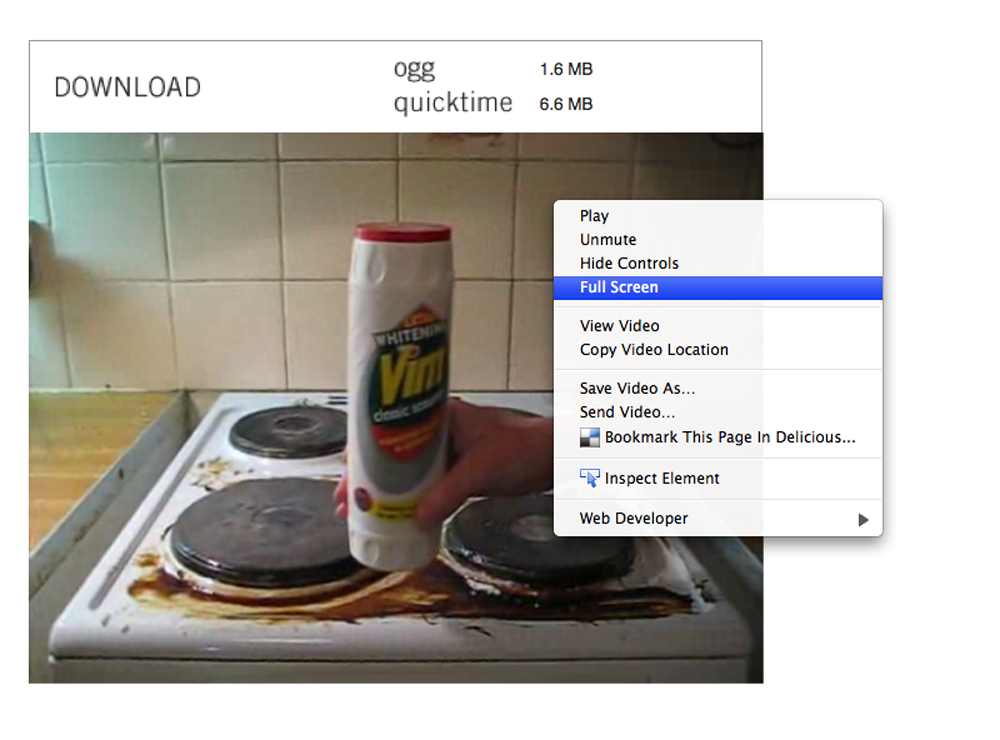 DOWNLOAD
ogg 1.6 MB
quicktime 6.6 MB
Play
Unmute
Hide Controls
Full Screen
View Video
Copy Video Location
Save Video As...
Send Video...
Bookmark This Page In Delicious...
Inspect Element
Web Developer
WHITENING
Vim
classic